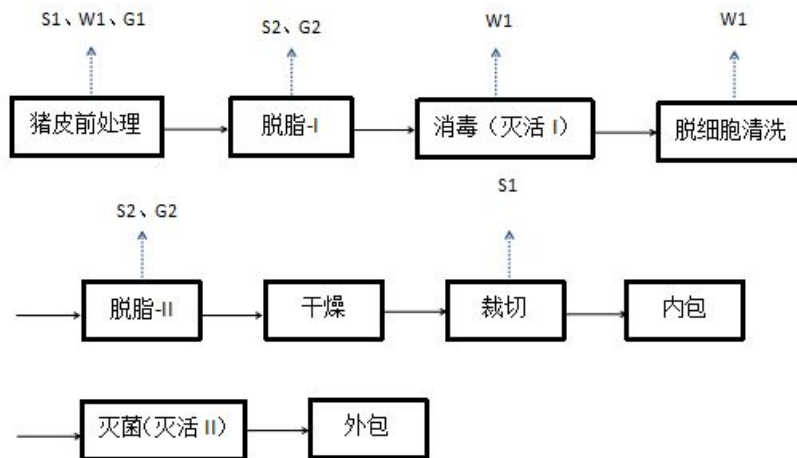 S1、W1、G1
S2、G2
W1
W1
猪皮前处理
脱脂-I
消毒（灭活 I）
脱细胞清洗
S2、G2
S1
脱脂-II
干燥
裁切
内包
灭菌(灭活 II)
外包